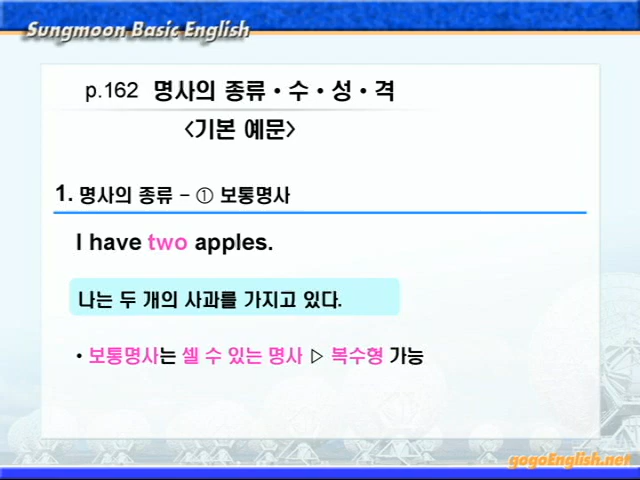 Sungmoon Basic English
p.162 명사의 종류 • 수 • 성 • 격
<기본 예문>
1. 명사의 종류 - ① 보통명사
I have two apples.
나는 두 개의 사과를 가지고 있다.
• 보통명사는 셀 수 있는 명사 ▷ 복수형 가능
gogoEnglish.net